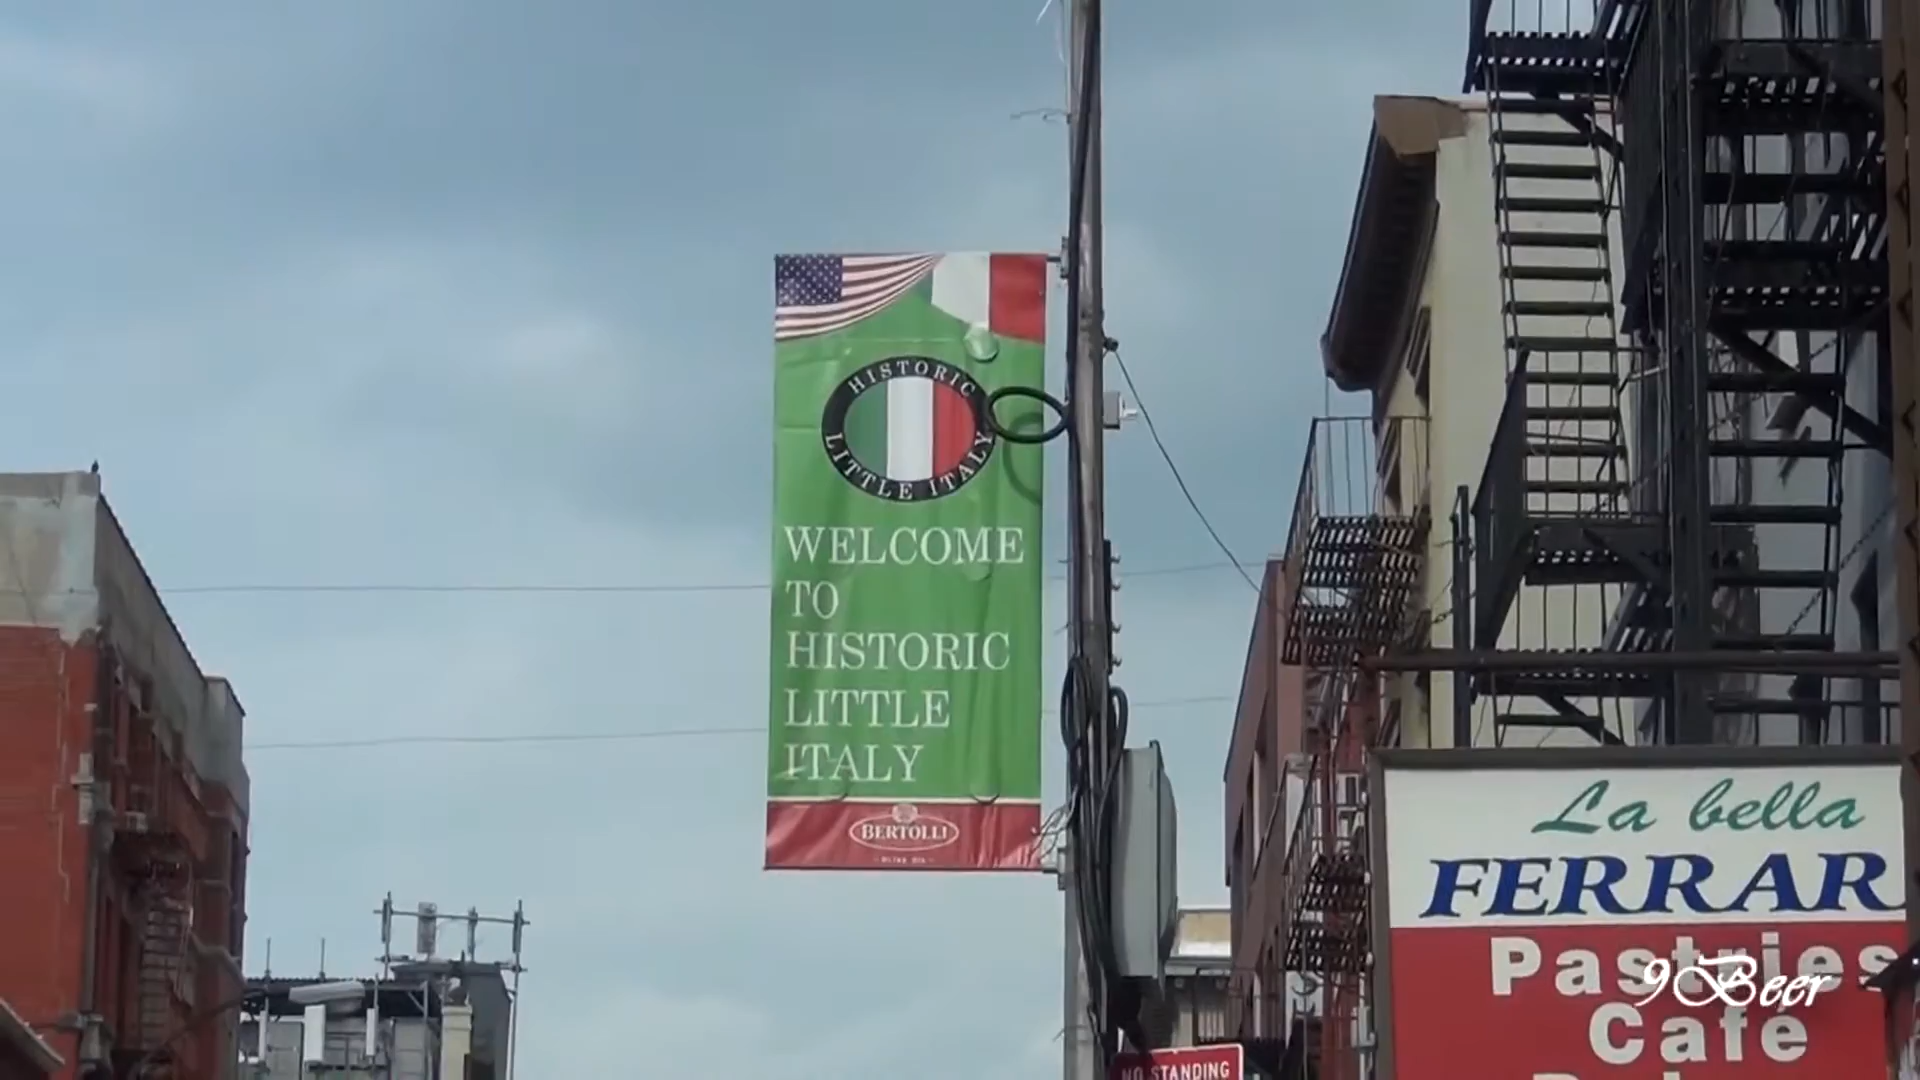 HISTORIC
LITTLE ITALY
WELCOME
TO
HISTORIC
LITTLE
ITALY
BERTOLLI
La bella
FERRAR
Pastries
Café
9Beer
NO STANDING